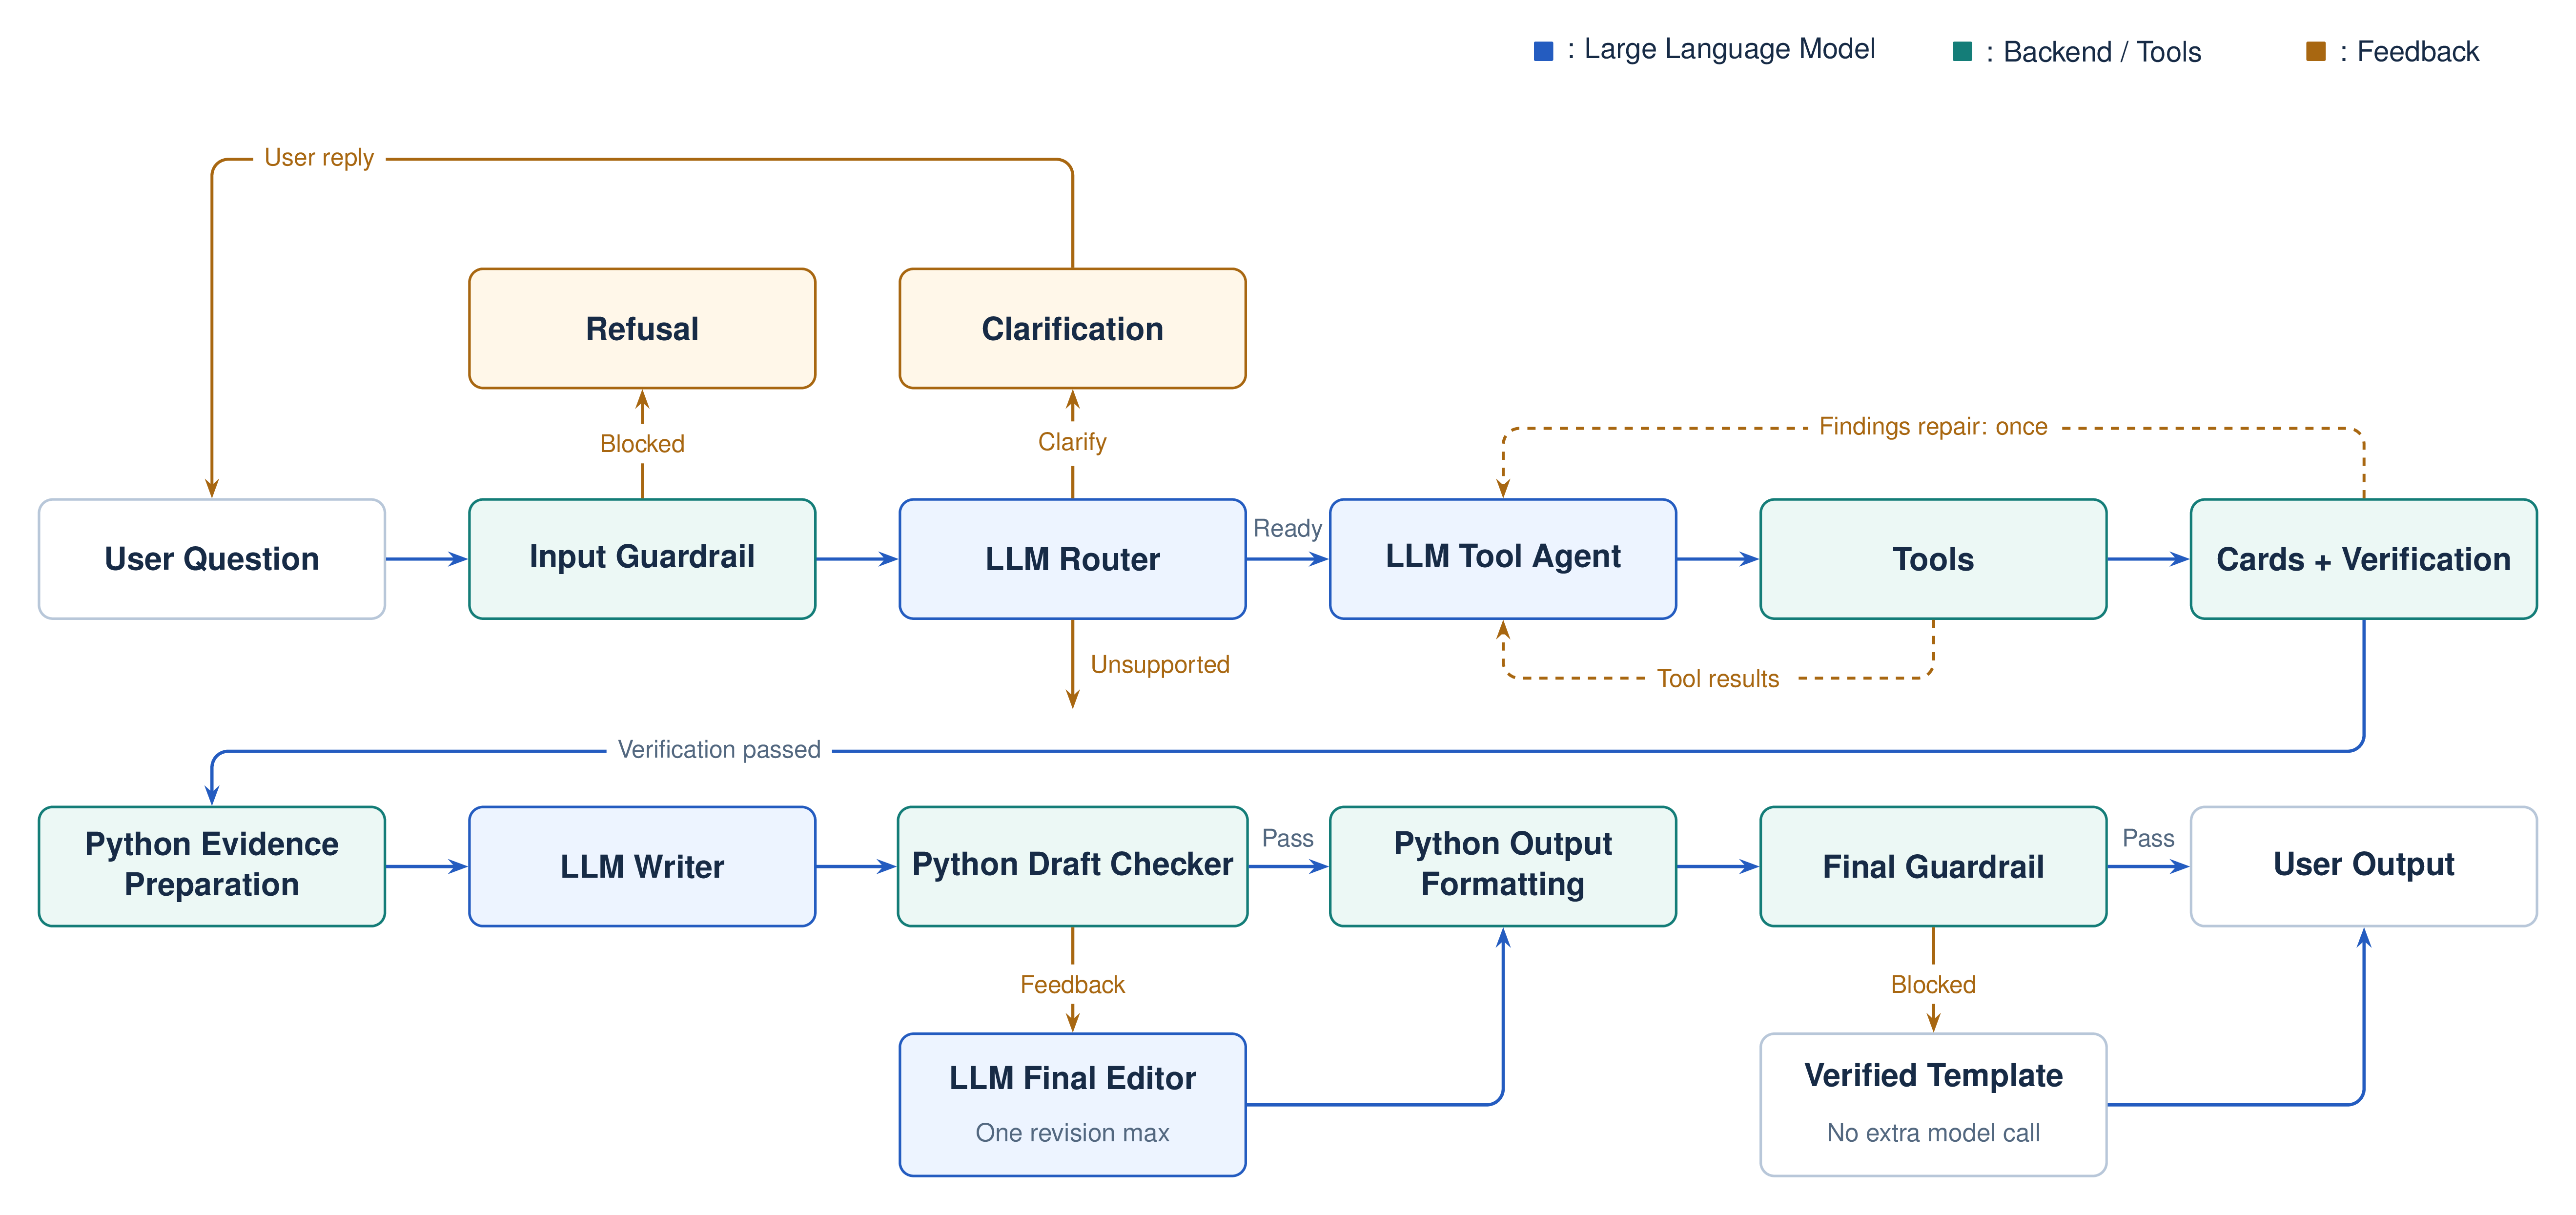 : Large Language Model
: Backend / Tools
: Feedback
User reply
Refusal
Clarification
Blocked
Clarify
Findings repair: once
User Question
Input Guardrail
LLM Router
Ready
LLM Tool Agent
Tools
Cards + Verification
Unsupported
Tool results
Verification passed
Python Evidence
Preparation
LLM Writer
Python Draft Checker
Pass
Python Output
Formatting
Final Guardrail
Pass
User Output
Feedback
Blocked
LLM Final Editor
One revision max
Verified Template
No extra model call